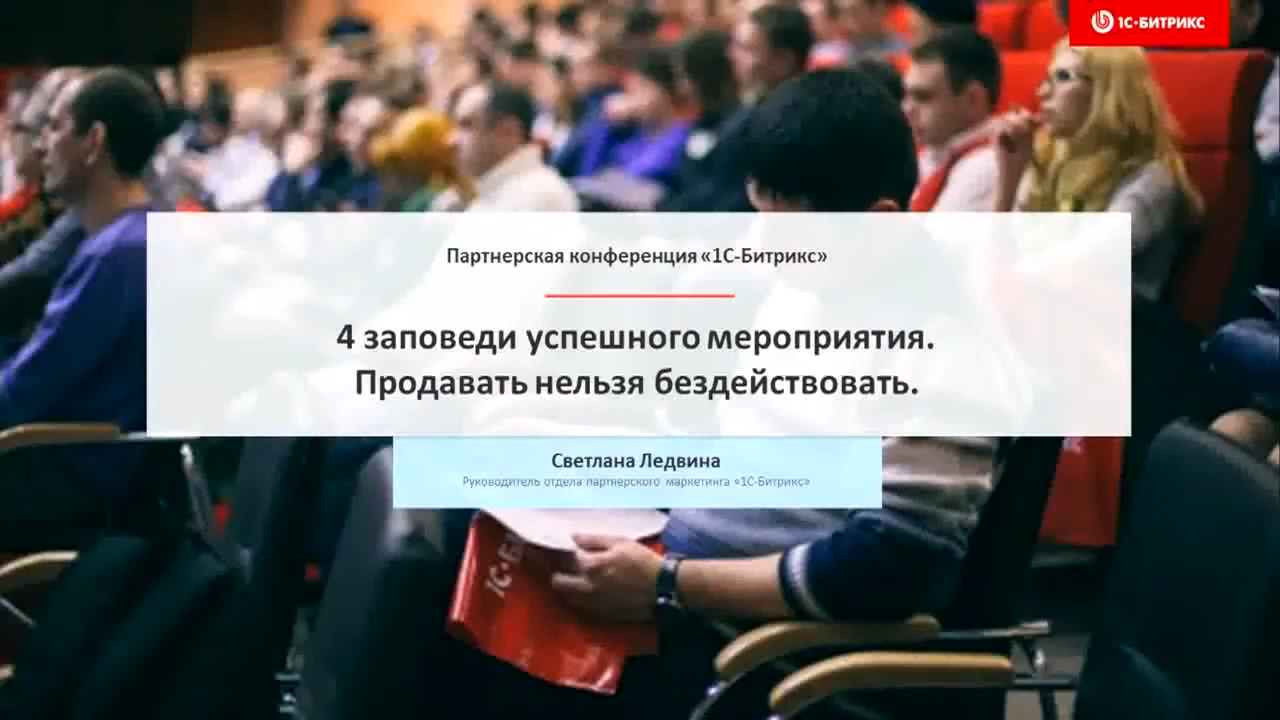 1С-БИТРИКС
Партнерская конференция «1С-Битрикс»
4 заповеди успешного мероприятия.
Продавать нельзя бездействовать.
Светлана Ледвина
Руководитель отдела партнерского маркетинга «1С-Битрикс»
1С-Б